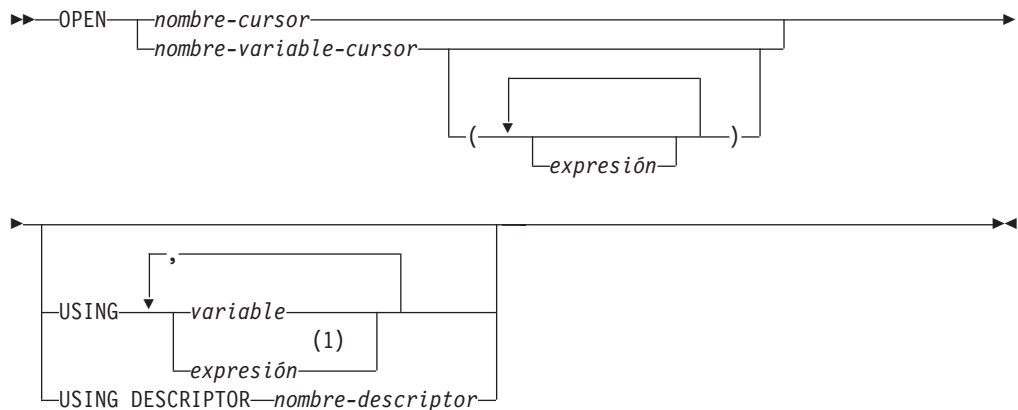 OPEN nombre-cursor
nombre-variable-cursor
( )
expresión
,
USING variable
(1)
expresión
USING DESCRIPTOR nombre-descriptor